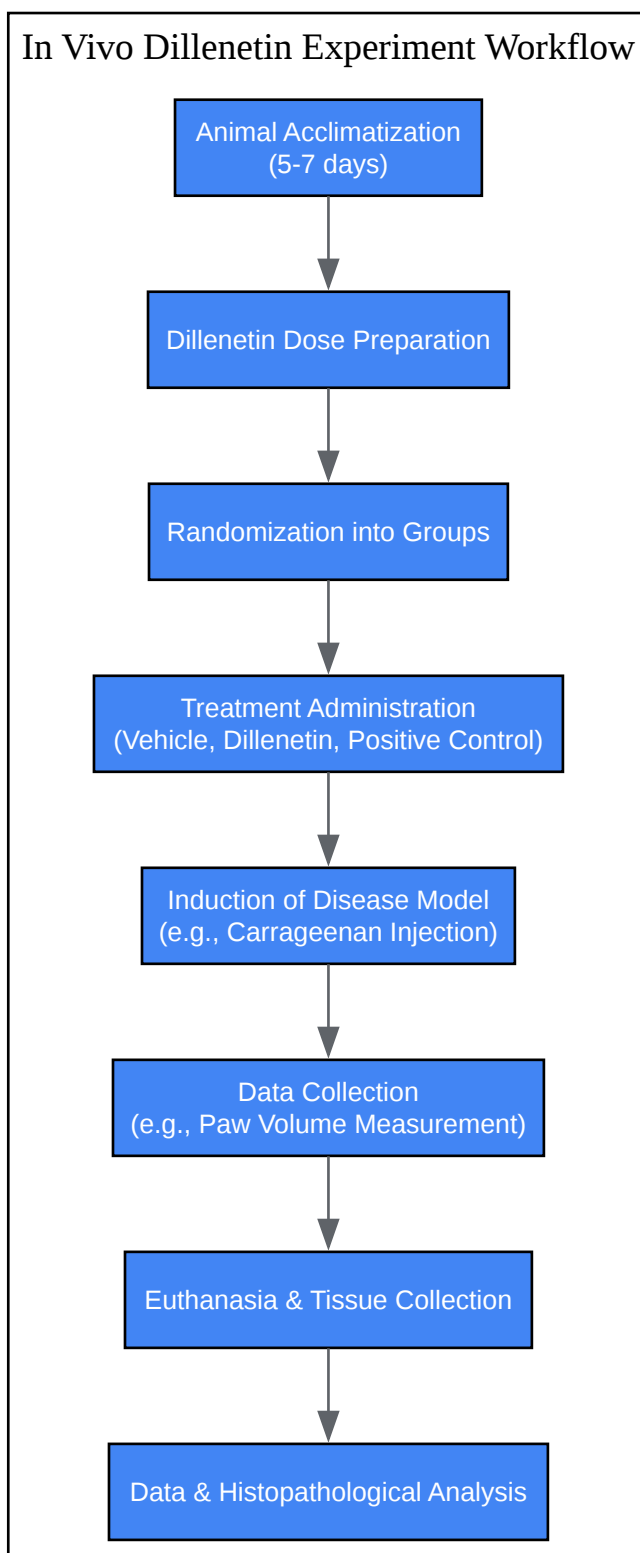 In Vivo Dillenetin Experiment Workflow
Animal Acclimatization
(5-7 days)
Dillenetin Dose Preparation
Randomization into Groups
Treatment Administration
(Vehicle, Dillenetin, Positive Control)
Induction of Disease Model
(e.g., Carrageenan Injection)
Data Collection
(e.g., Paw Volume Measurement)
Euthanasia & Tissue Collection
Data & Histopathological Analysis